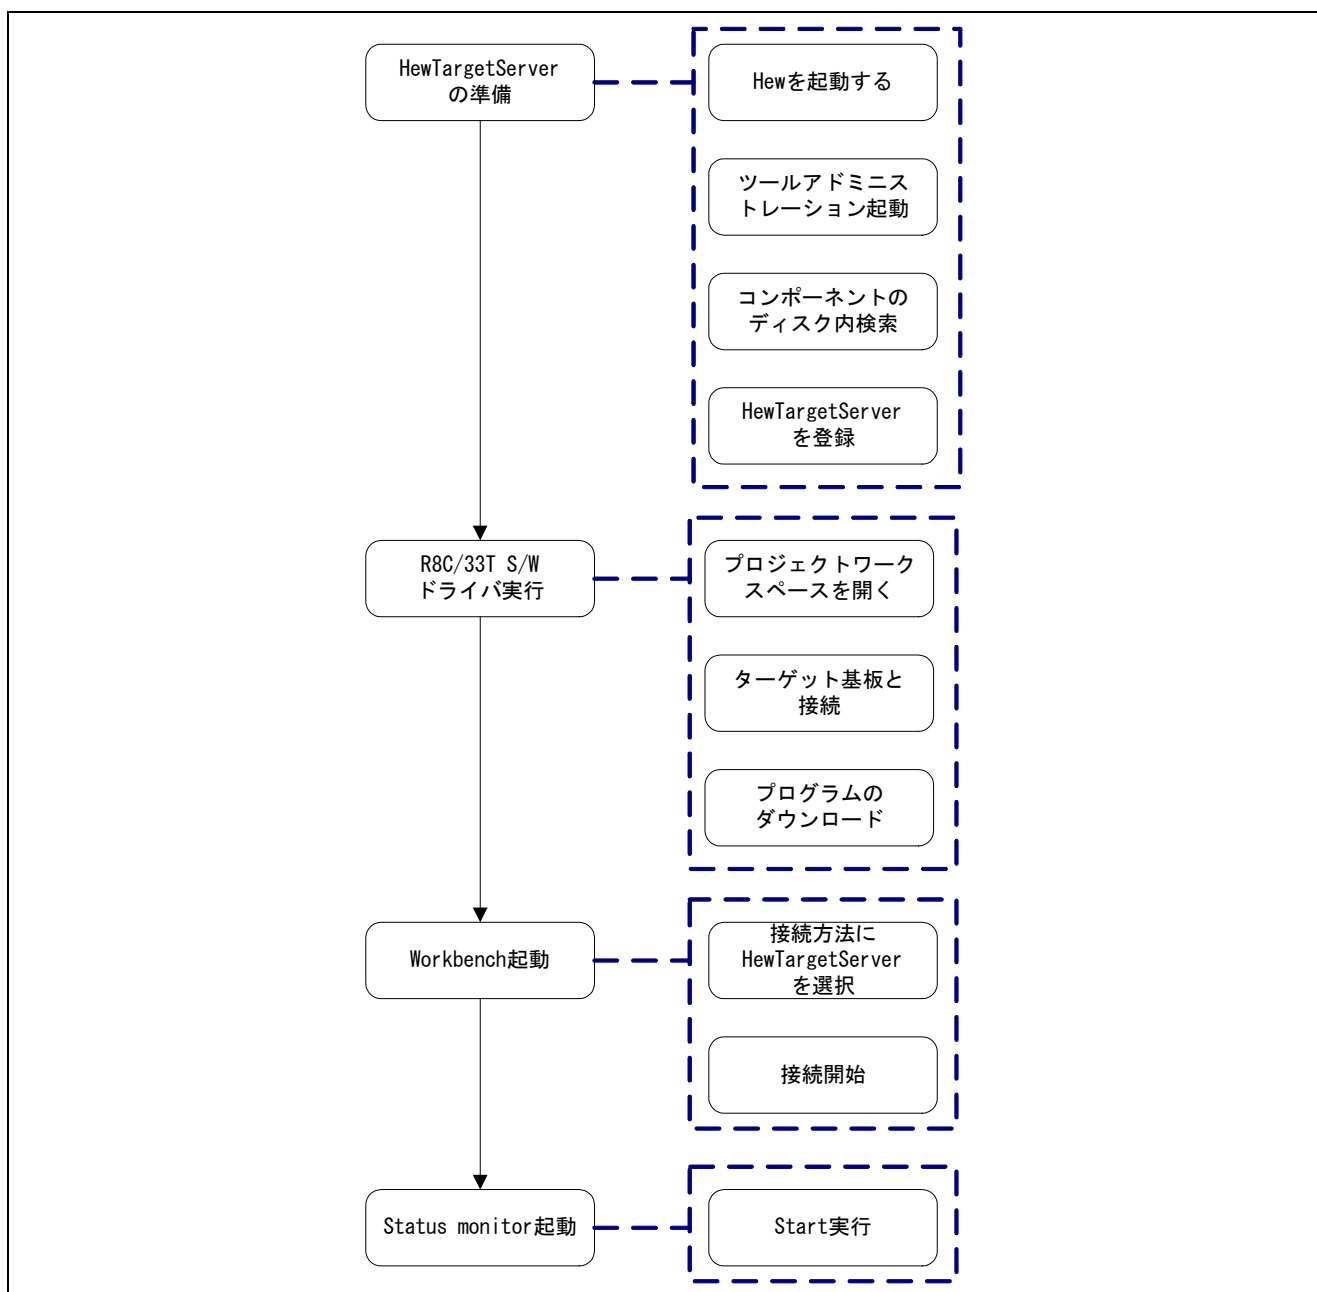 HewTargetServer
の準備
Hewを起動する
ツールアドミニス
トレーション起動
コンポーネントの
ディスク内検索
HewTargetServer
を登録
R8C/33T S/W
ドライバ実行
プロジェクトワーク
スペースを開く
ターゲット基板と
接続
プログラムの
ダウンロード
Workbench起動
接続方法に
HewTargetServer
を選択
接続開始
Status monitor起動
Start実行